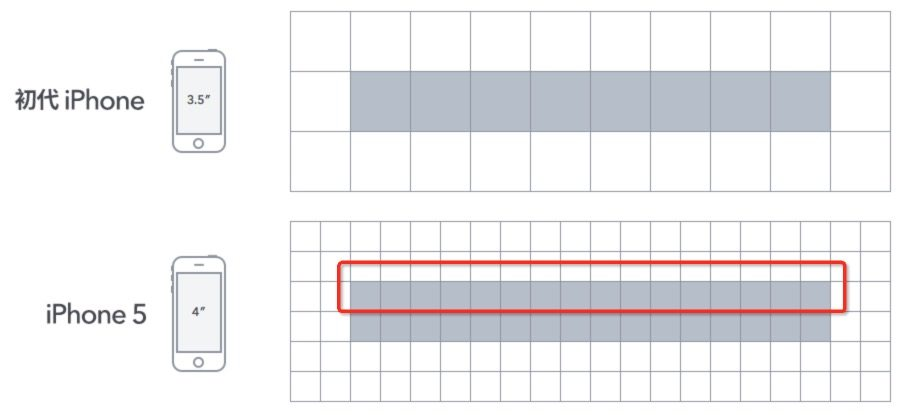 初代 iPhone
3.5″
iPhone 5
4″